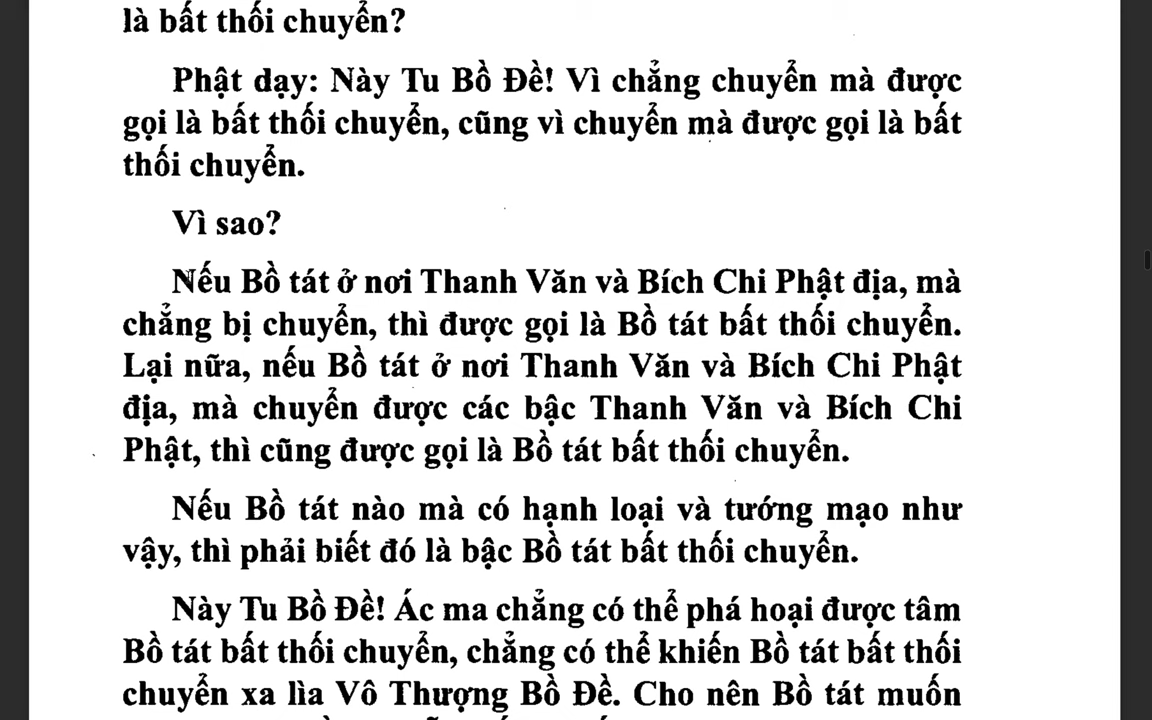 là bất thối chuyển?
Phật dạy: Này Tu Bồ Đề! Vì chẳng chuyển mà được
gọi là bất thối chuyển, cũng vì chuyển mà được gọi là bất
thối chuyển.
Vì sao?
Nếu Bồ tát ở nơi Thanh Văn và Bích Chi Phật địa, mà
chẳng bị chuyển, thì được gọi là Bồ tát bất thối chuyển.
Lại nữa, nếu Bồ tát ở nơi Thanh Văn và Bích Chi Phật
địa, mà chuyển được các bậc Thanh Văn và Bích Chi
Phật, thì cũng được gọi là Bồ tát bất thối chuyển.
Nếu Bồ tát nào mà có hạnh loại và tướng mạo như
vậy, thì phải biết đó là bậc Bồ tát bất thối chuyển.
Này Tu Bồ Đề! Ác ma chẳng có thể phá hoại được tâm
Bồ tát bất thối chuyển, chẳng có thể khiến Bồ tát bất thối
chuyển xa lìa Vô Thượng Bồ Đề. Cho nên Bồ tát muốn